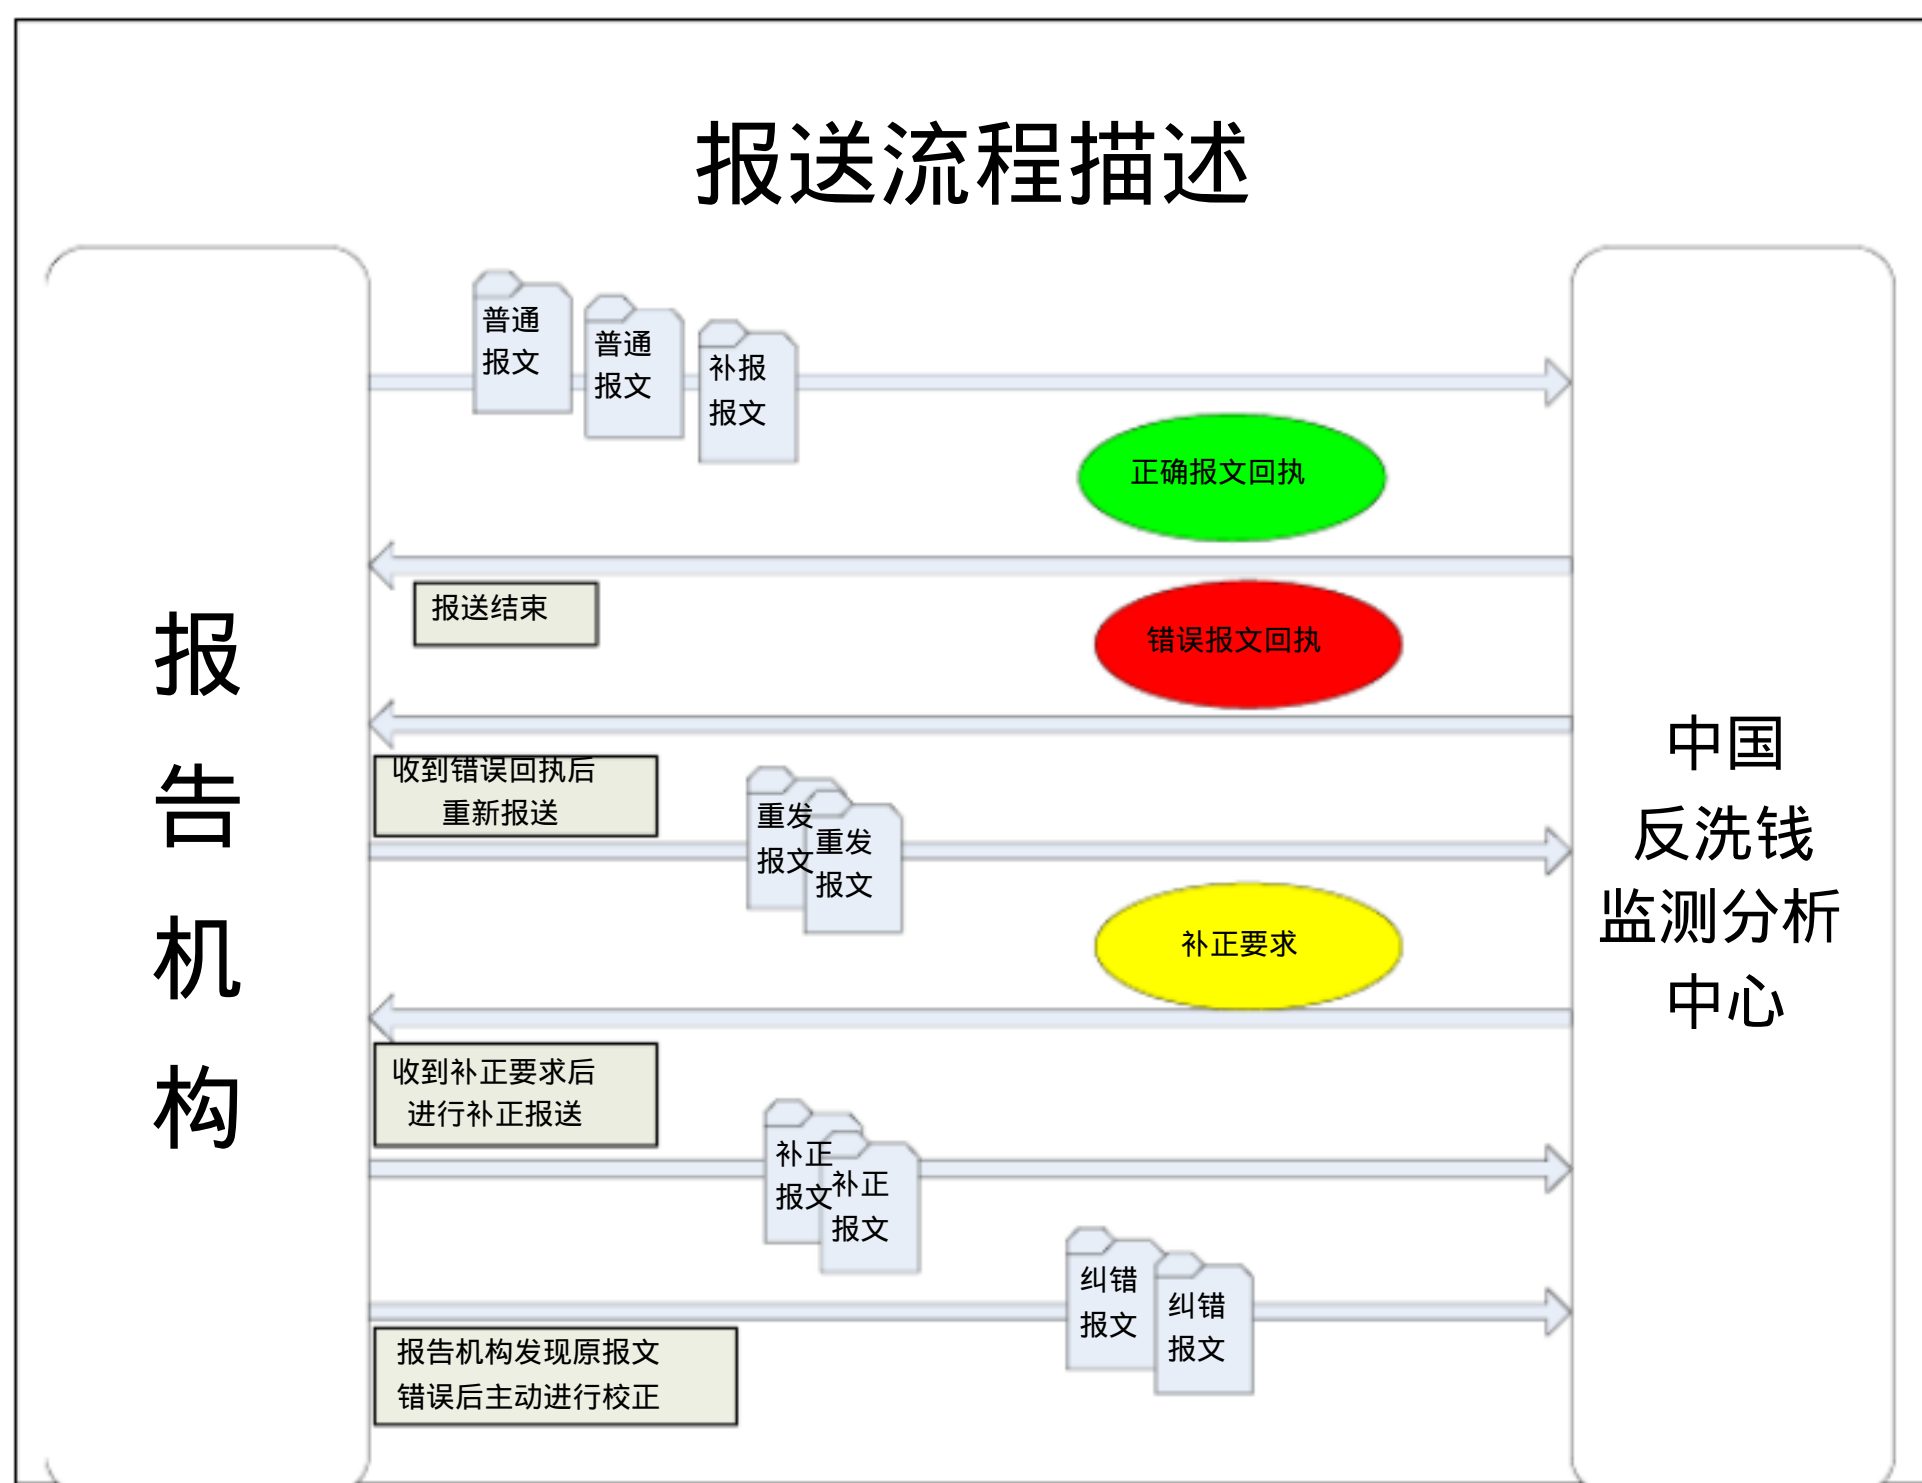 报送流程描述
普通
报文
普通
报文
补报
报文
正确报文回执
报送结束
错误报文回执
收到错误回执后
重新报送
重发
报文
重发
报文
补正要求
收到补正要求后
进行补正报送
补正
报文
补正
报文
纠错
报文
纠错
报文
报告机构发现原报文
错误后主动进行校正
报
告
机
构
中国
反洗钱
监测分析
中心